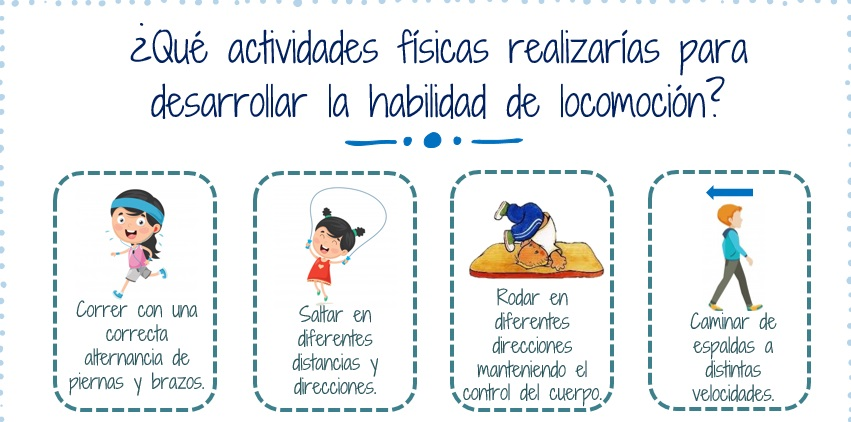 ¿Qué actividades físicas realizarías para
desarrollar la habilidad de locomoción?
Correr con una
correcta
alternancia de
piernas y brazos.
Saltar en
diferentes
distancias y
direcciones.
Rodar en
diferentes
direcciones
manteniendo el
control del cuerpo.
Caminar de
espaldas a
distintas
velocidades.